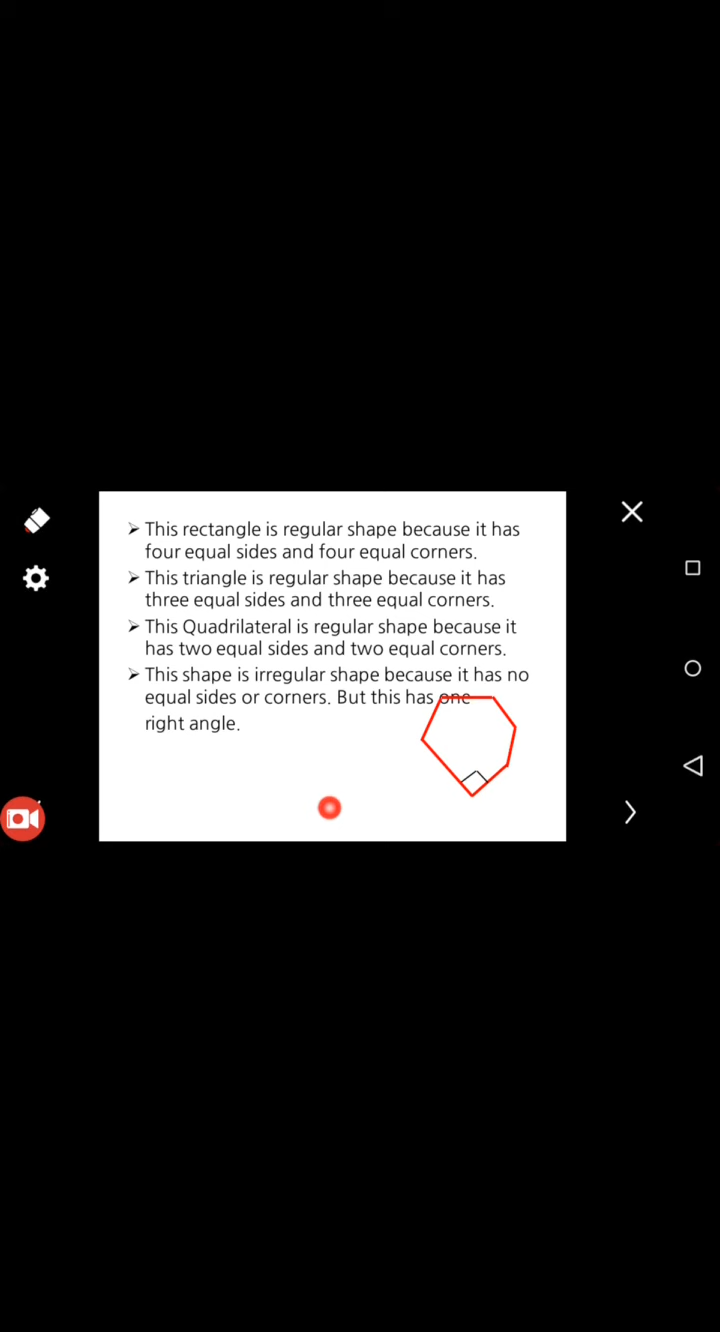 ➢ This rectangle is regular shape because it has
four equal sides and four equal corners.
➢ This triangle is regular shape because it has
three equal sides and three equal corners.
➢ This Quadrilateral is regular shape because it
has two equal sides and two equal corners.
➢ This shape is irregular shape because it has no
equal sides or corners. But this has one
right angle.